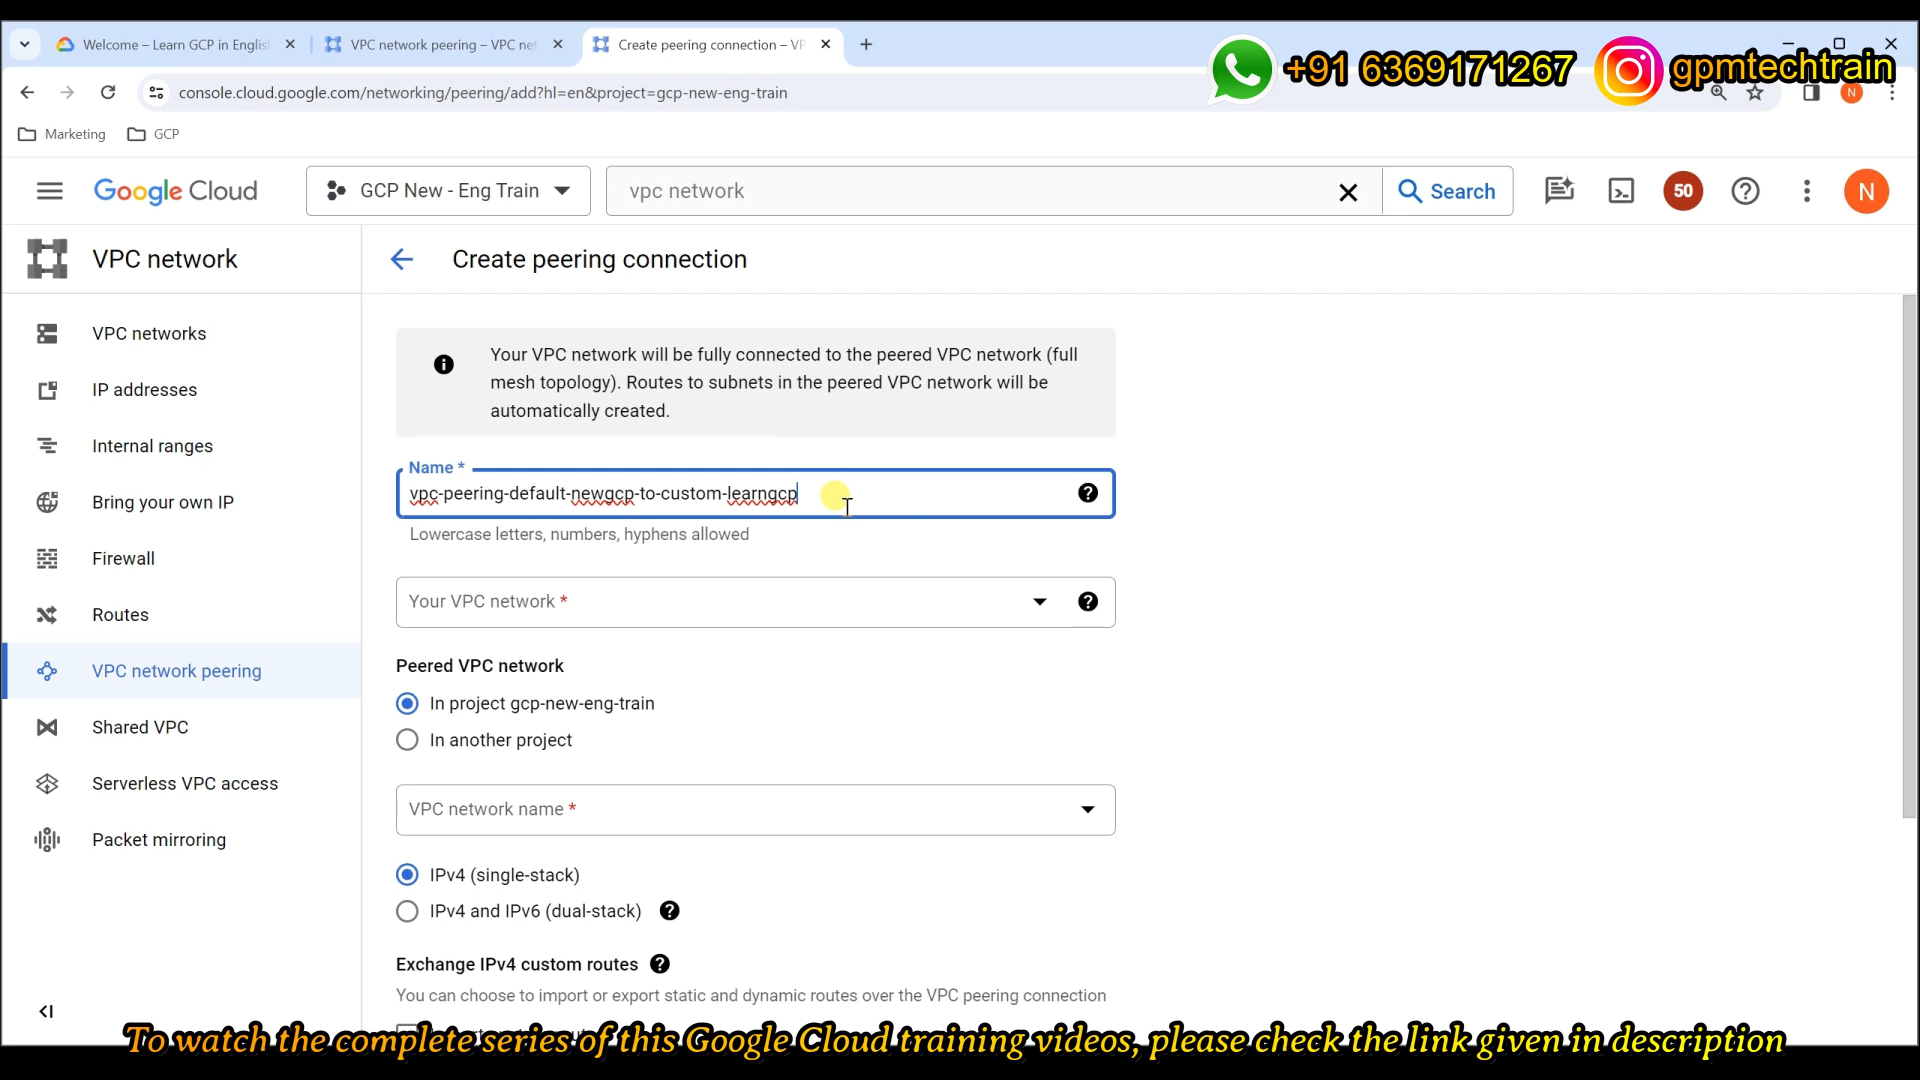 Welcome – Learn GCP in English
VPC network peering – VPC net
Create peering connection – VP
+91 6369171267
gpmtechtrain
console.cloud.google.com/networking/peering/add?hl=en&project=gcp-new-eng-train
N
Marketing
GCP
Google Cloud
GCP New - Eng Train
vpc network
Search
50
N
VPC network
Create peering connection
VPC networks
IP addresses
Internal ranges
Bring your own IP
Firewall
Routes
VPC network peering
Shared VPC
Serverless VPC access
Packet mirroring
Your VPC network will be fully connected to the peered VPC network (full
mesh topology). Routes to subnets in the peered VPC network will be
automatically created.
Name *
vpc-peering-default-newgcp-to-custom-learngcp
Lowercase letters, numbers, hyphens allowed
Your VPC network *
Peered VPC network
In project gcp-new-eng-train
In another project
VPC network name *
IPv4 (single-stack)
IPv4 and IPv6 (dual-stack)
Exchange IPv4 custom routes
You can choose to import or export static and dynamic routes over the VPC peering connection
To watch the complete series of this Google Cloud training videos, please check the link given in description